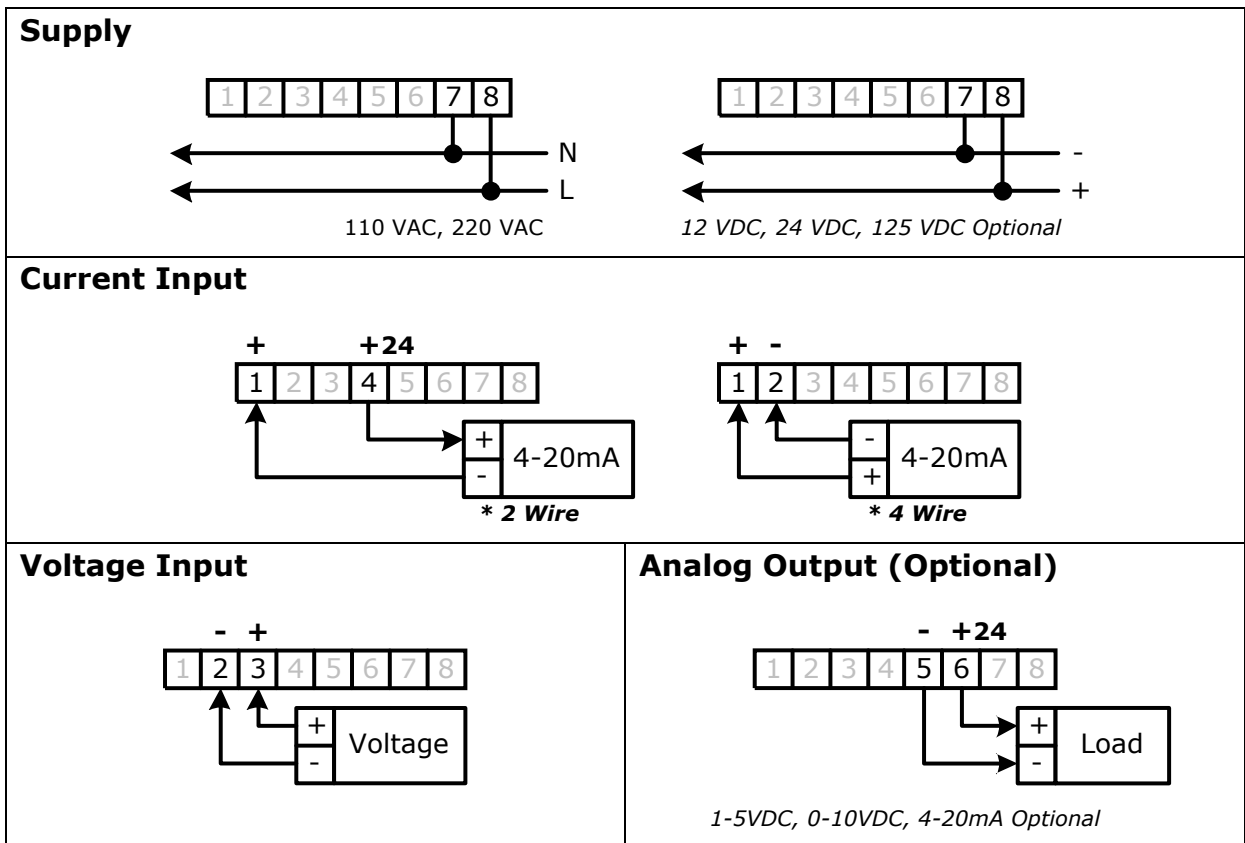 Supply
1 2 3 4 5 6 7 8
N
L
110 VAC, 220 VAC
1 2 3 4 5 6 7 8
-
+
12 VDC, 24 VDC, 125 VDC Optional
Current Input
+ +24
1 2 3 4 5 6 7 8
+
-
4-20mA
* 2 Wire
+ -
1 2 3 4 5 6 7 8
-
+
4-20mA
* 4 Wire
Voltage Input
- +
1 2 3 4 5 6 7 8
+
-
Voltage
Analog Output (Optional)
- +24
1 2 3 4 5 6 7 8
+
-
Load
1-5VDC, 0-10VDC, 4-20mA Optional